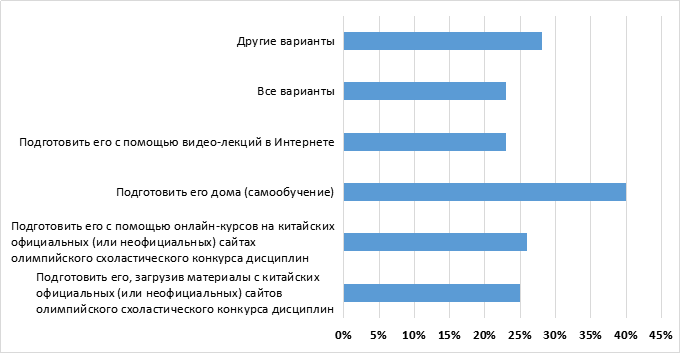 Другие варианты
Все варианты
Подготовить его с помощью видео-лекций в Интернете
Подготовить его дома (самообучение)
Подготовить его с помощью онлайн-курсов на китайских
официальных (или неофициальных) сайтах
олимпийского схоластического конкурса дисциплин
Подготовить его, загрузив материалы с китайских
официальных (или неофициальных) сайтов
олимпийского схоластического конкурса дисциплин
0% 5% 10% 15% 20% 25% 30% 35% 40% 45%